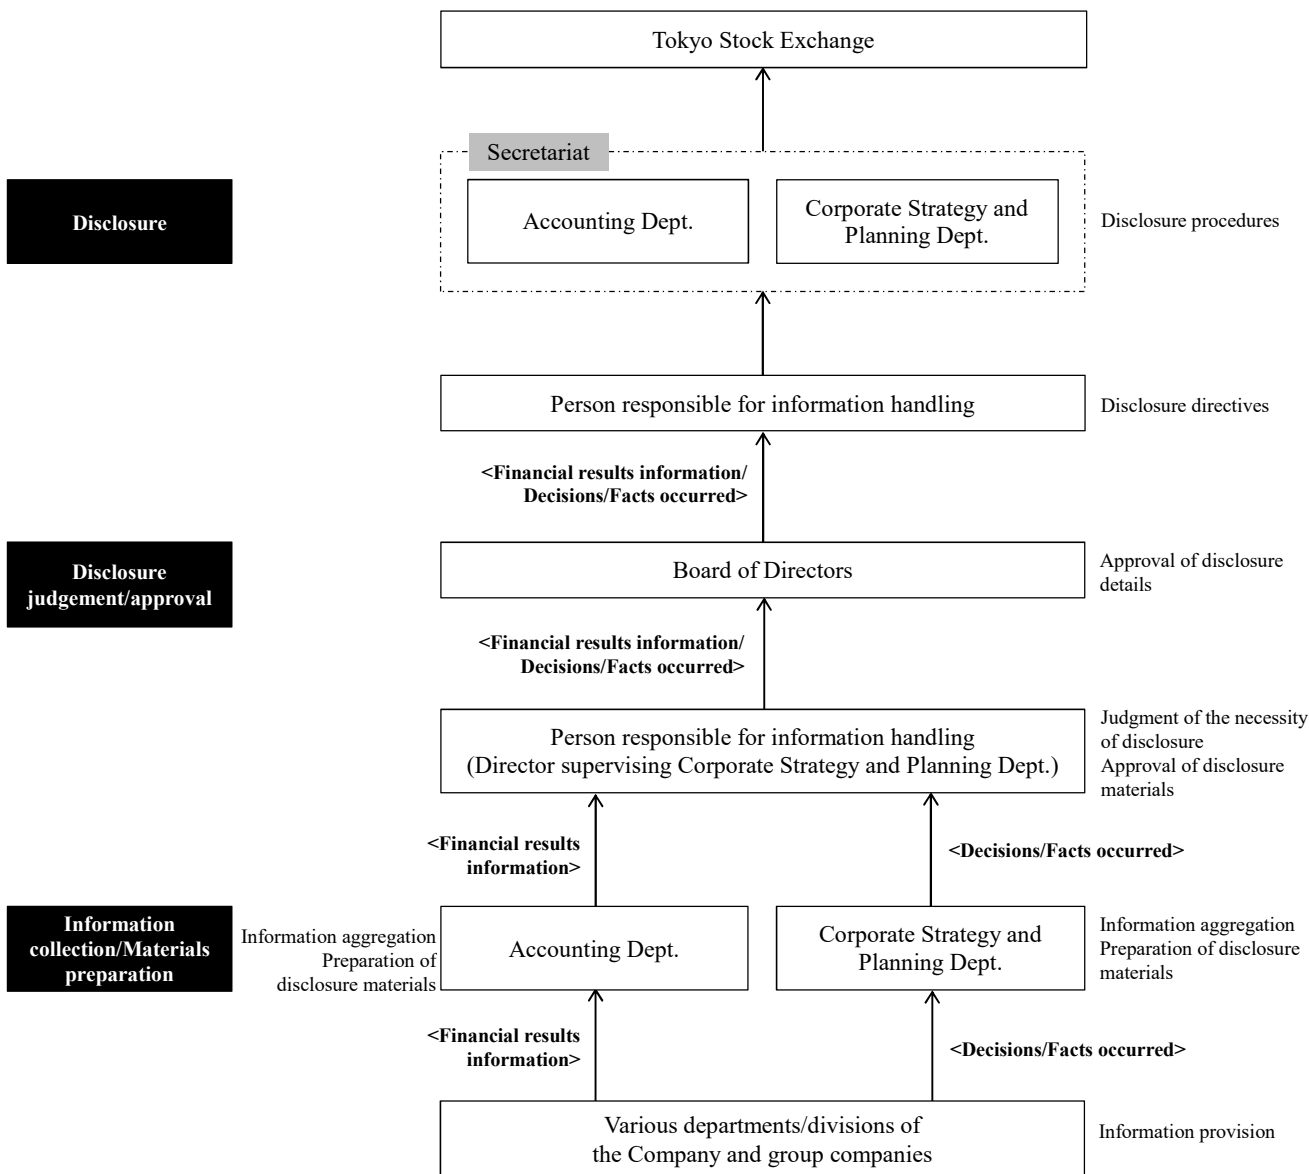 Tokyo Stock Exchange
Secretariat
Disclosure
Accounting Dept.
Corporate Strategy and
Planning Dept.
Disclosure procedures
Person responsible for information handling
Disclosure directives
<Financial results information/
Decisions/Facts occurred>
Disclosure
judgement/approval
Board of Directors
Approval of disclosure
details
<Financial results information/
Decisions/Facts occurred>
Person responsible for information handling
(Director supervising Corporate Strategy and Planning Dept.)
Judgment of the necessity
of disclosure
Approval of disclosure
materials
<Financial results
information>
<Decisions/Facts occurred>
Information
collection/Materials
preparation
Information aggregation
Preparation of
disclosure materials
Accounting Dept.
Corporate Strategy and
Planning Dept.
Information aggregation
Preparation of disclosure
materials
<Financial results
information>
<Decisions/Facts occurred>
Various departments/divisions of
the Company and group companies
Information provision